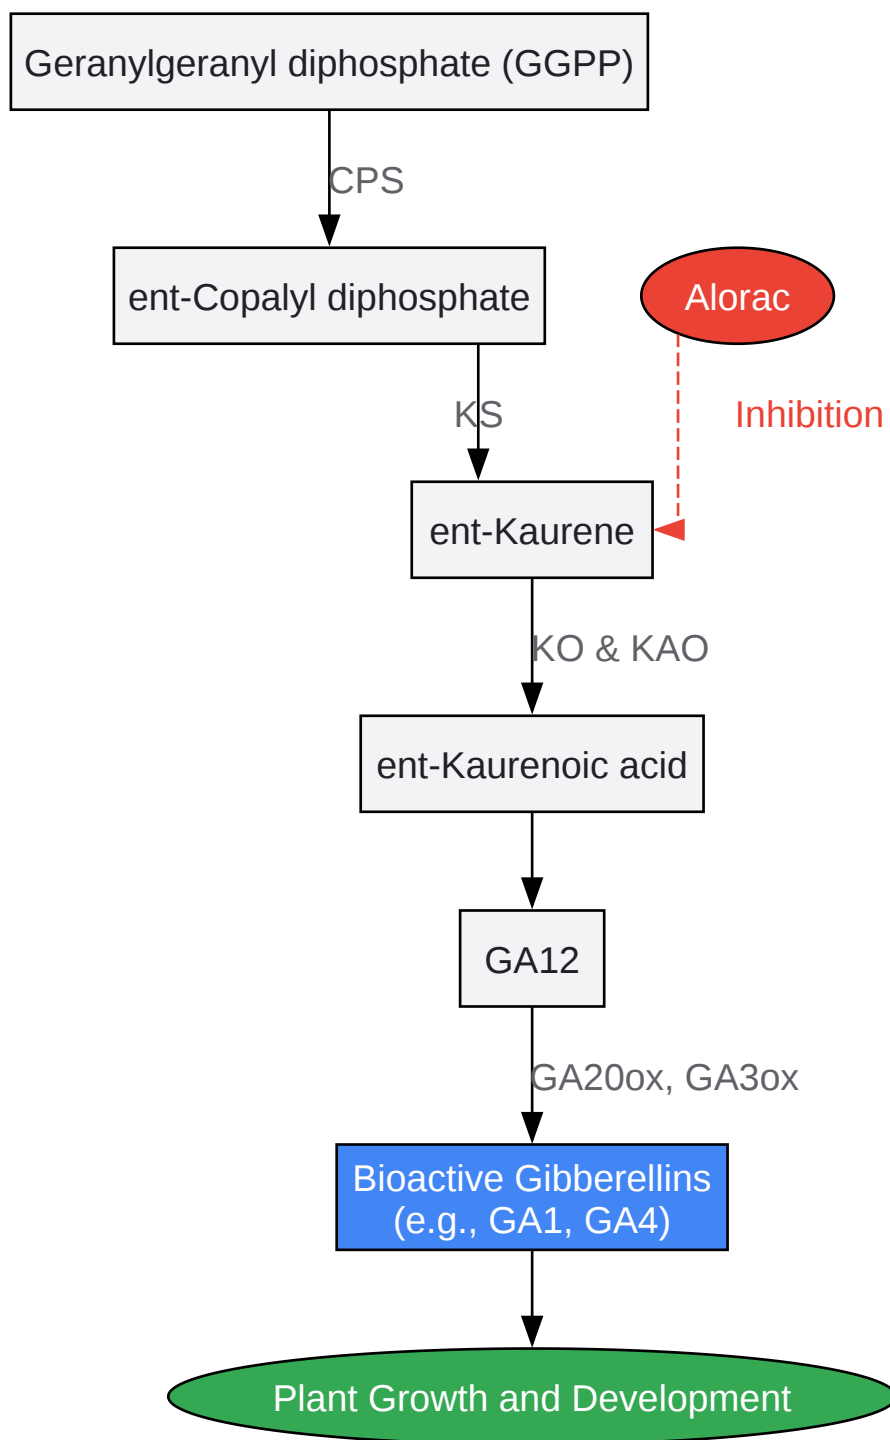 Geranylgeranyl diphosphate (GGPP)
CPS
ent-Copalyl diphosphate
Alorac
KS
Inhibition
ent-Kaurene
KO & KAO
ent-Kaurenoic acid
GA12
GA20ox, GA3ox
Bioactive Gibberellins
(e.g., GA1, GA4)
Plant Growth and Development